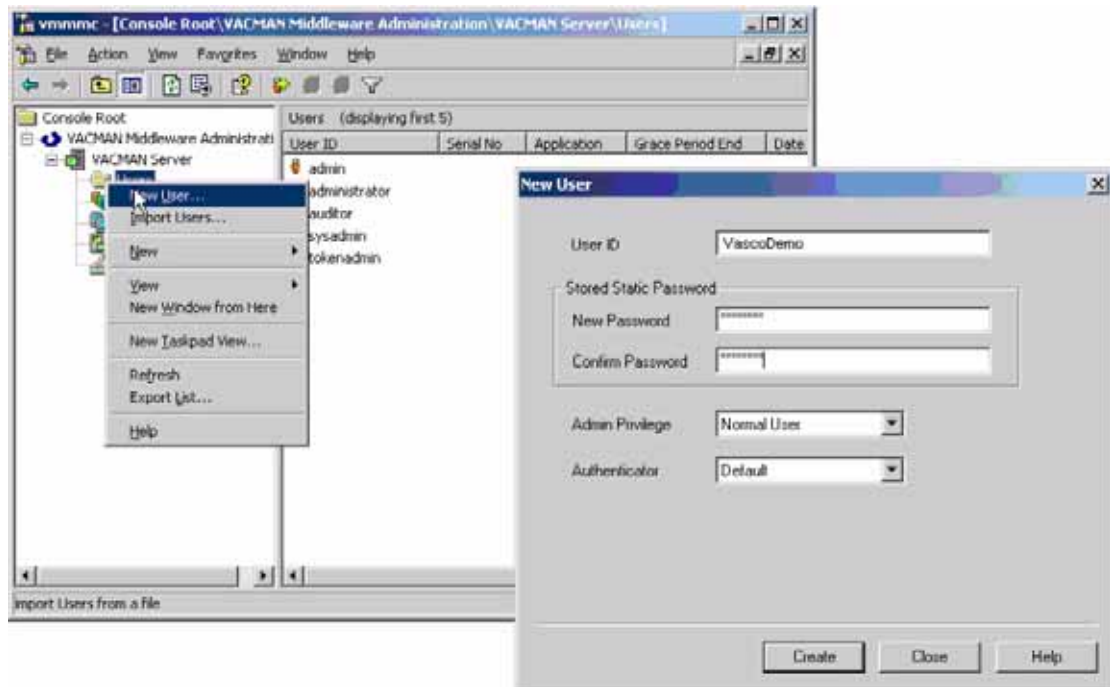 vmmmc - [Console Root\VACMAN Middleware Administration\VACMAN Server\Users]
File Action View Favorites Window Help
Console Root
VACMAN Middleware Administrati
VACMAN Server
Users
Users (displaying first 5)
User ID Serial No Application Grace Period End Date
admin
administrator
auditor
sysadmin
tokenadmin
New User...
Import Users...
New
View
New Window from Here
New Taskpad View...
Refresh
Export List...
Help
Import Users from a file
New User
User ID VascoDemo
Stored Static Password
New Password ********
Confirm Password ********
Admin Privilege Normal User
Authenticator Default
Create Close Help